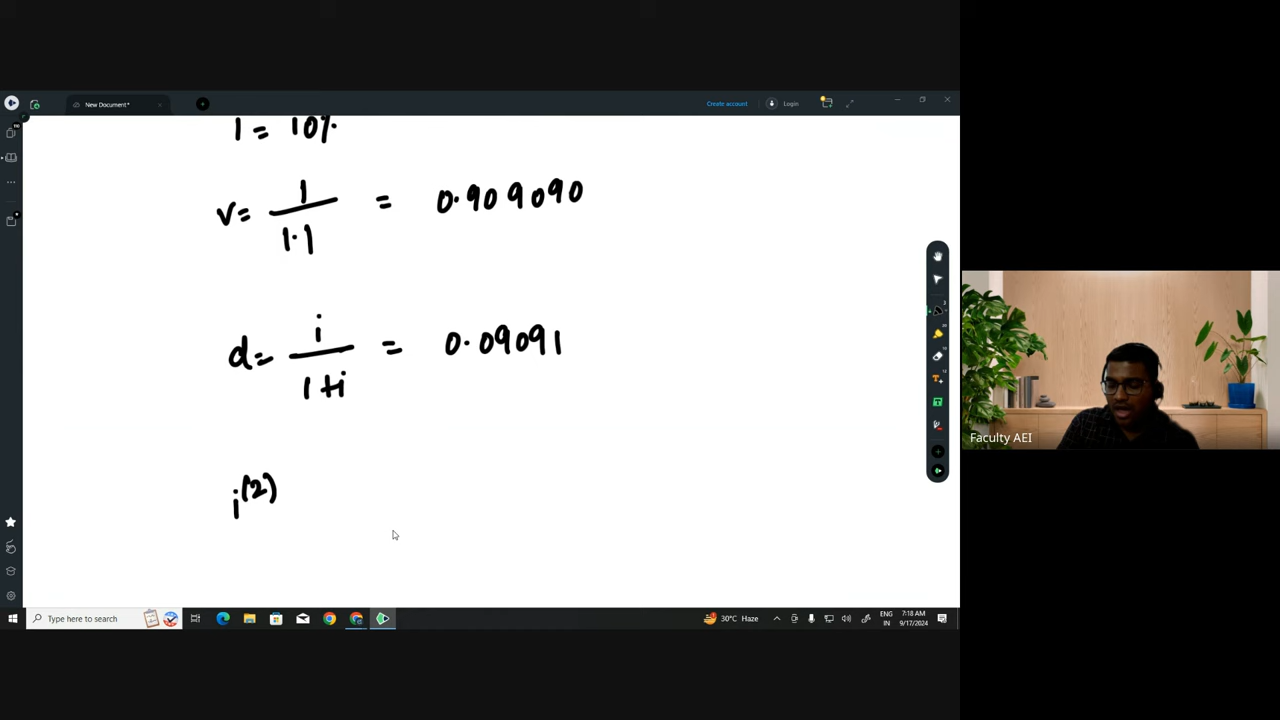 New Document*
Create account
Login
i = 10%
v = 1 / 1.1 = 0.909090
d = i / 1+i = 0.09091
i^(2)
Faculty AEI
Type here to search
30°C Haze
ENG
IN
7:18 AM
9/17/2024